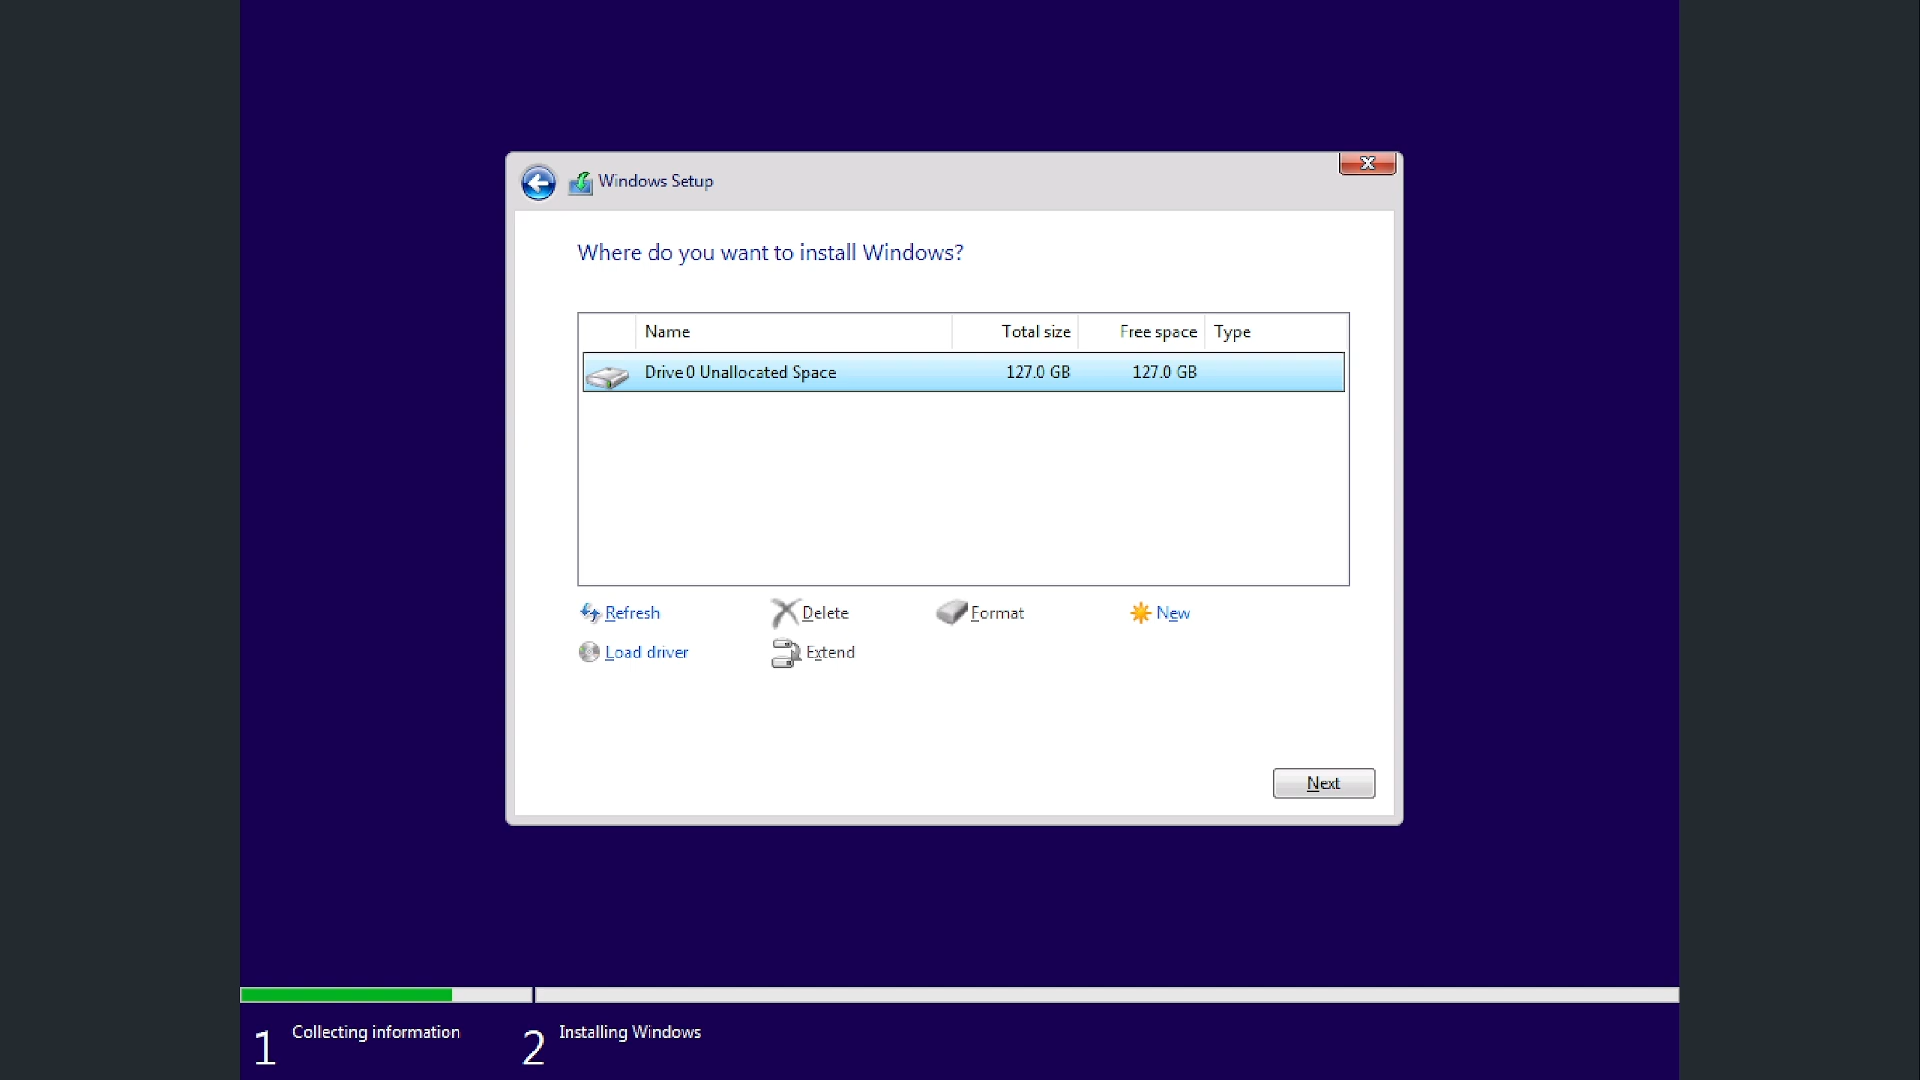 Windows Setup
Where do you want to install Windows?
Name Total size Free space Type
Drive 0 Unallocated Space 127.0 GB 127.0 GB
Refresh Delete Format New
Load driver Extend
Next
1 Collecting information 2 Installing Windows